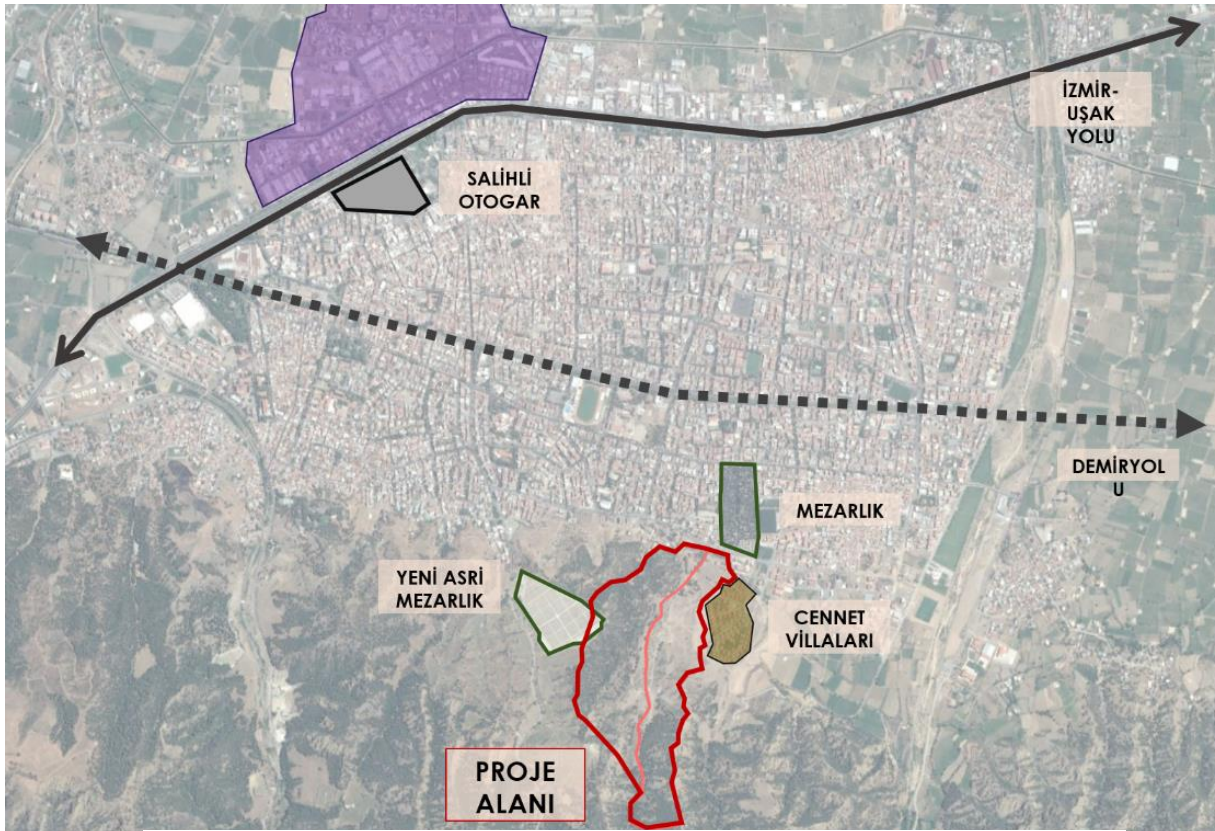 İZMİR-
UŞAK
YOLU
SALİHLİ
OTOGAR
DEMİRYOL
U
MEZARLIK
YENİ ASRİ
MEZARLIK
CENNET
VİLLALARI
PROJE
ALANI